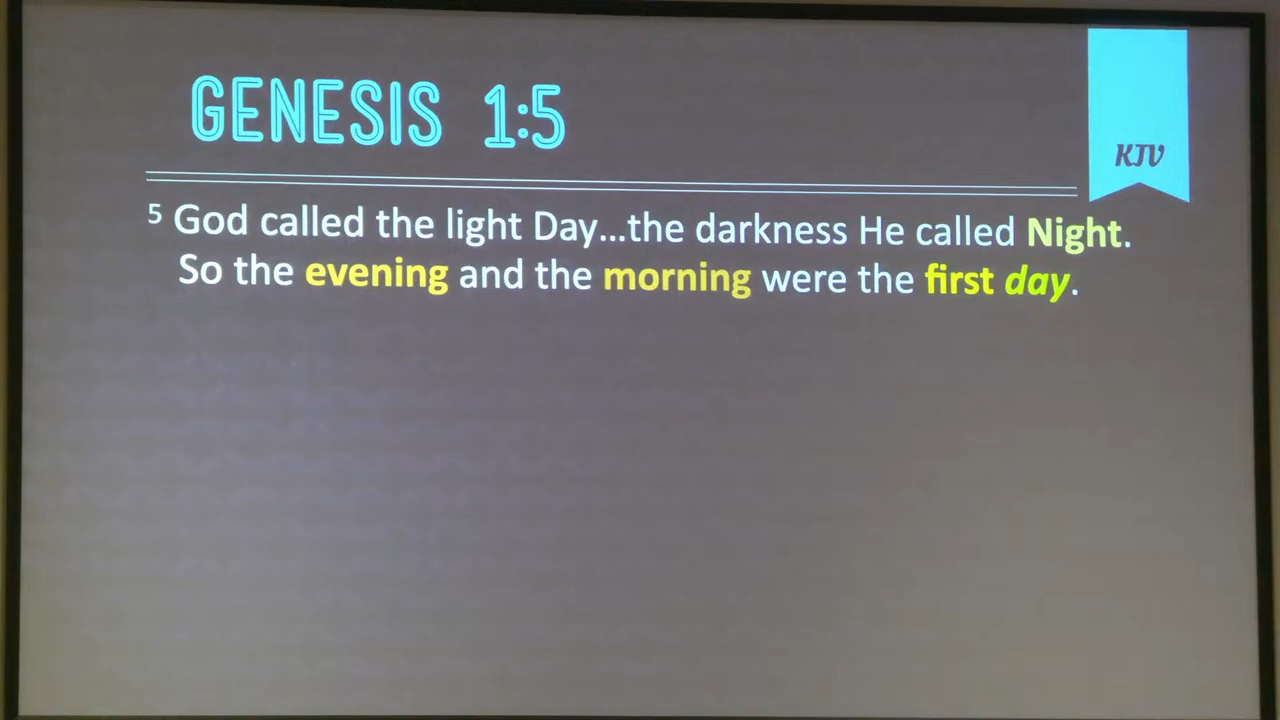 GENESIS 1:5
KJV
5 God called the light Day...the darkness He called Night.
So the evening and the morning were the first day.